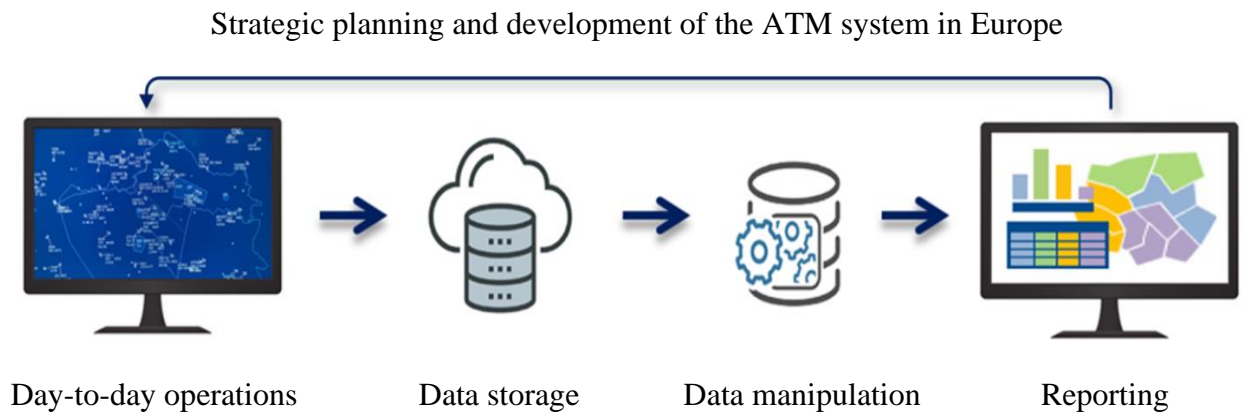 Strategic planning and development of the ATM system in Europe
Day-to-day operations
Data storage
Data manipulation
Reporting